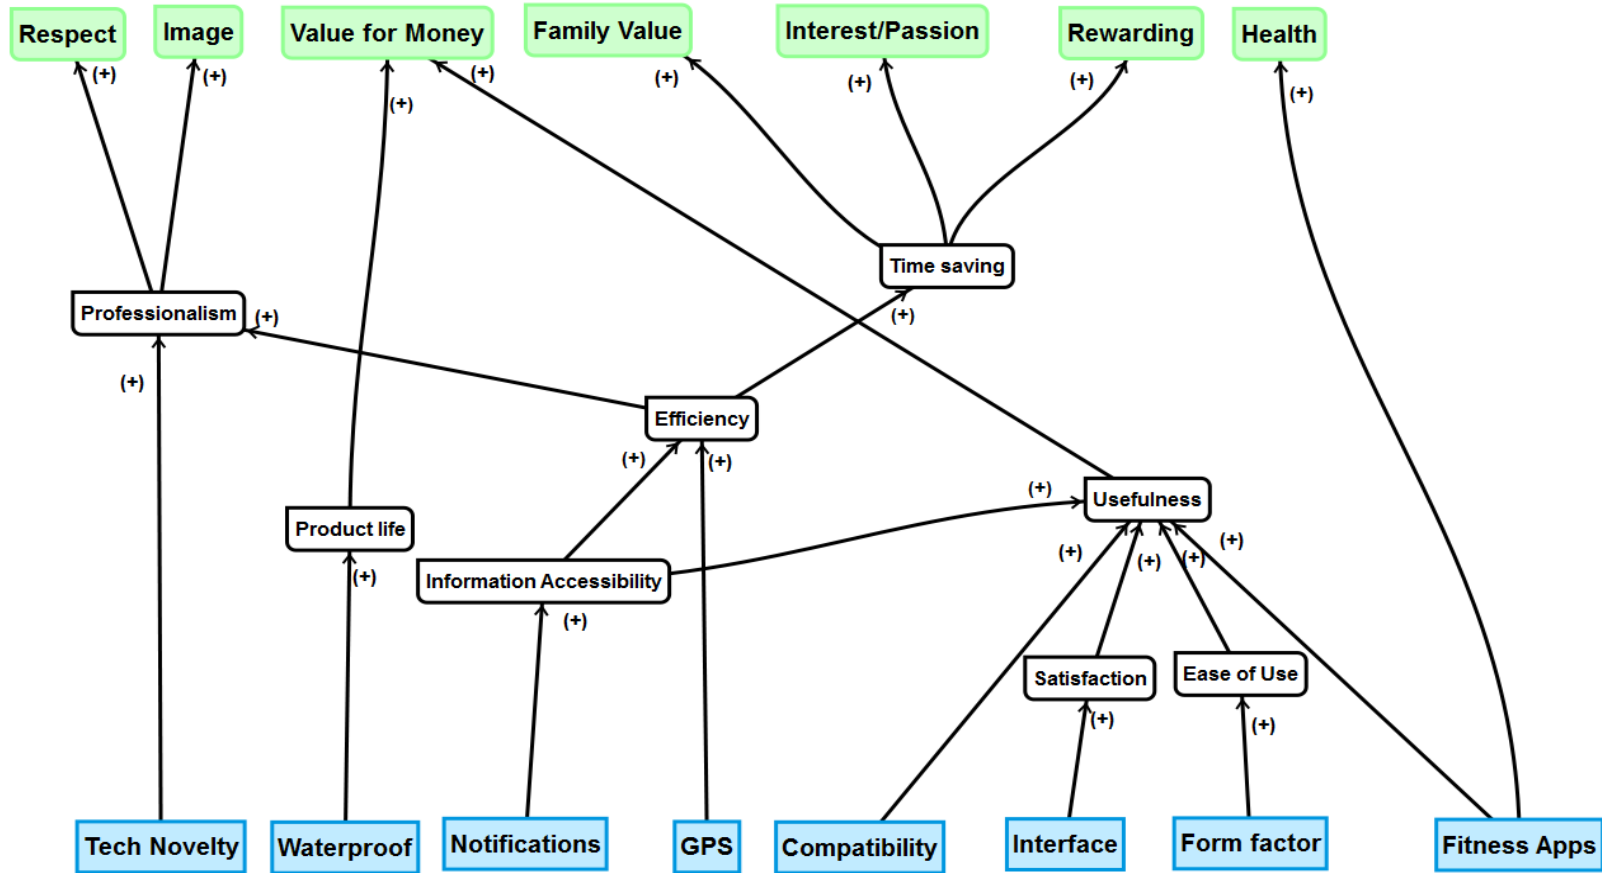 Respect
Image
Value for Money
Family Value
Interest/Passion
Rewarding
Health
(+)
(+)
(+)
(+)
(+)
(+)
(+)
(+)
Time saving
Professionalism
(+)
(+)
(+)
Efficiency
(+)
(+)
(+)
Usefulness
Product life
(+)
(+)
(+)
(+)
Information Accessibility
(+)
(+)
Satisfaction
Ease of Use
(+)
(+)
Tech Novelty
Waterproof
Notifications
GPS
Compatibility
Interface
Form factor
Fitness Apps